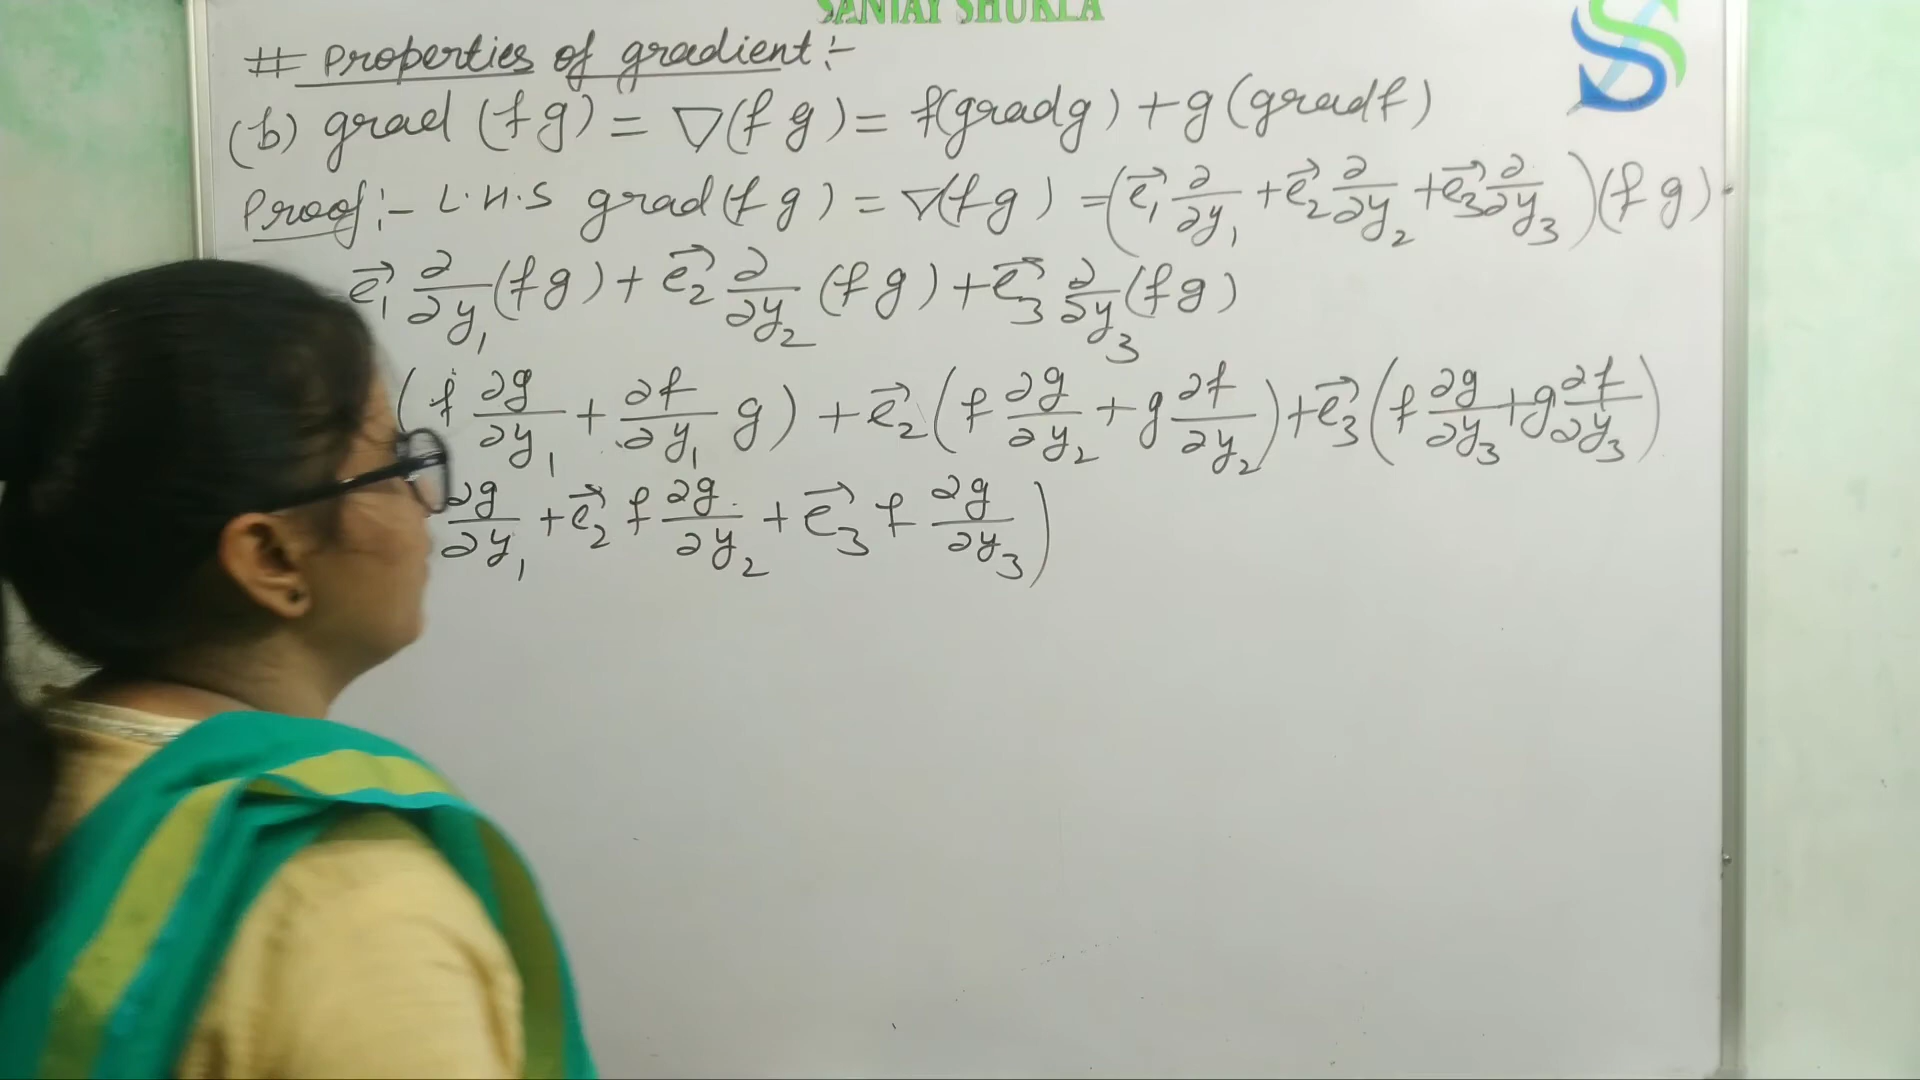 SANJAY SHUKLA
# Properties of gradient :-
(b) grad (f g) = ∇(f g) = f(grad g) + g (grad f)
Proof :- L.H.S grad (f g) = ∇(f g) = (e⃗₁ ∂/∂y₁ + e⃗₂ ∂/∂y₂ + e⃗₃ ∂/∂y₃)(f g)
e⃗₁ ∂/∂y₁ (f g) + e⃗₂ ∂/∂y₂ (f g) + e⃗₃ ∂/∂y₃ (f g)
(f ∂g/∂y₁ + ∂f/∂y₁ g) + e⃗₂ (f ∂g/∂y₂ + g ∂f/∂y₂) + e⃗₃ (f ∂g/∂y₃ + g ∂f/∂y₃)
∂g/∂y₁ + e⃗₂ f ∂g/∂y₂ + e⃗₃ f ∂g/∂y₃)